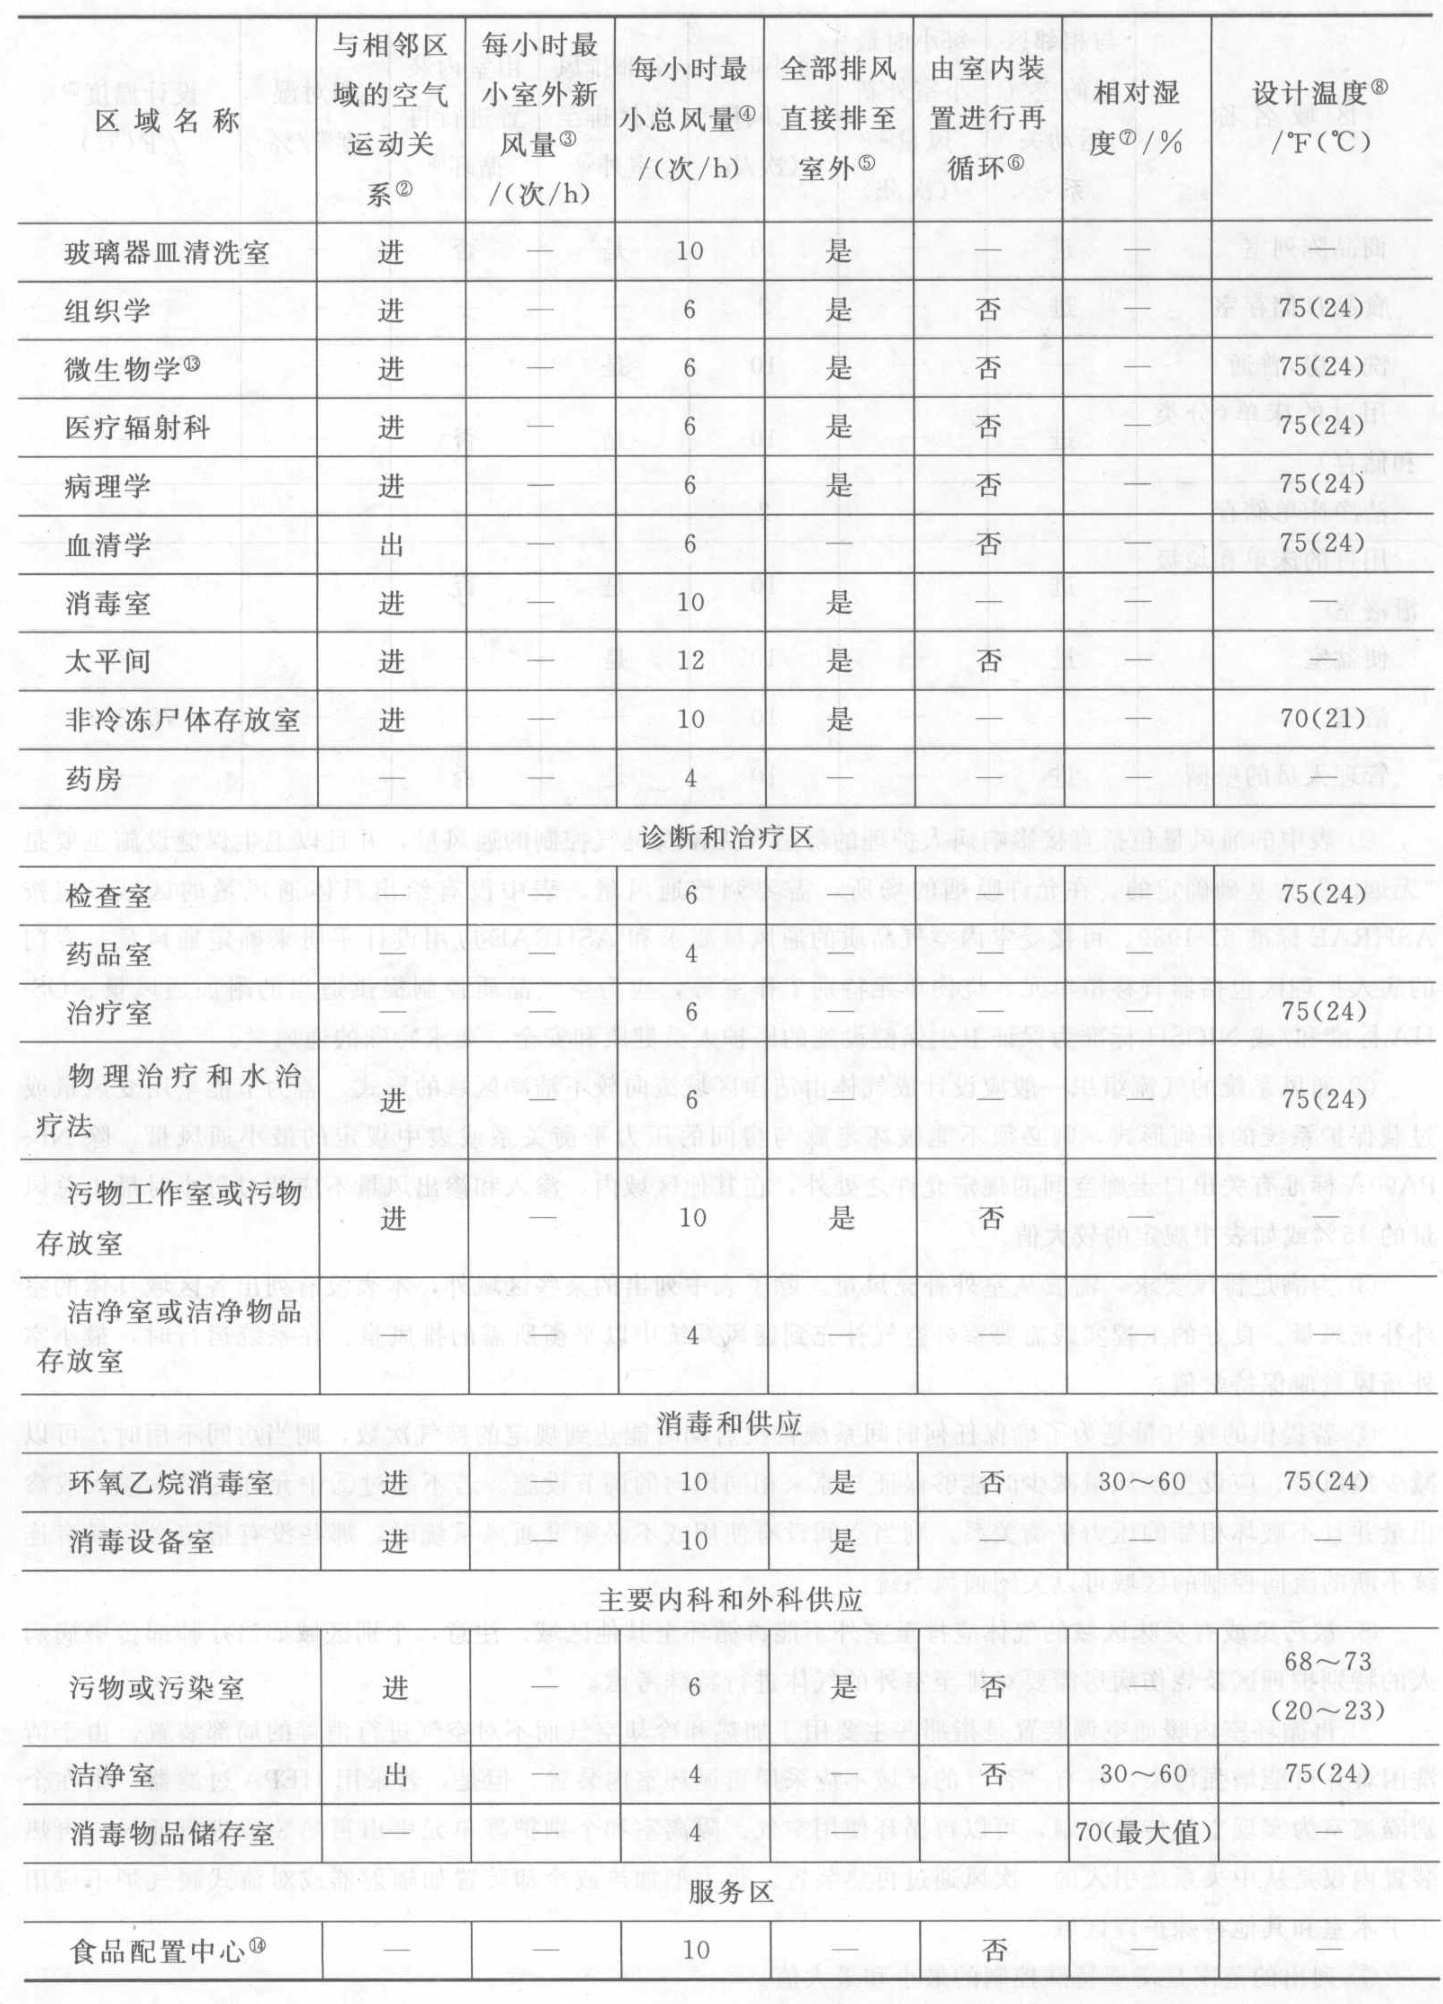 区域名称 与相邻区域的空气运动关系② 每小时最小室外新风量③/(次/h) 每小时最小总风量④/(次/h) 全部排风直接排至室外⑤ 由室内装置进行再循环⑥ 相对湿度⑦/% 设计温度⑧/℉(℃)
玻璃器皿清洗室 进 — 10 是 — — —
组织学 进 — 6 是 否 — 75(24)
微生物学⑬ 进 — 6 是 否 — 75(24)
医疗辐射科 进 — 6 是 否 — 75(24)
病理学 进 — 6 是 否 — 75(24)
血清学 出 — 6 — 否 — 75(24)
消毒室 进 — 10 是 — — —
太平间 进 — 12 是 否 — —
非冷冻尸体存放室 进 — 10 是 — — 70(21)
药房 — — 4 — — — —
诊断和治疗区
检查室 — — 6 — — — 75(24)
药品室 — — 4 — — — —
治疗室 — — 6 — — — 75(24)
物理治疗和水治
疗法 进 — 6 — — — 75(24)
污物工作室或污物
存放室 进 — 10 是 否 — —
洁净室或洁净物品
存放室 — — 4 — — — —
消毒和供应
环氧乙烷消毒室 进 — 10 是 否 30～60 75(24)
消毒设备室 进 — 10 是 — — —
主要内科和外科供应
污物或污染室 进 — 6 是 否 — 68～73
(20～23)
洁净室 出 — 4 — 否 30～60 75(24)
消毒物品储存室 — — 4 — — 70(最大值) —
服务区
食品配置中心⑭ — — 10 — 否 — —